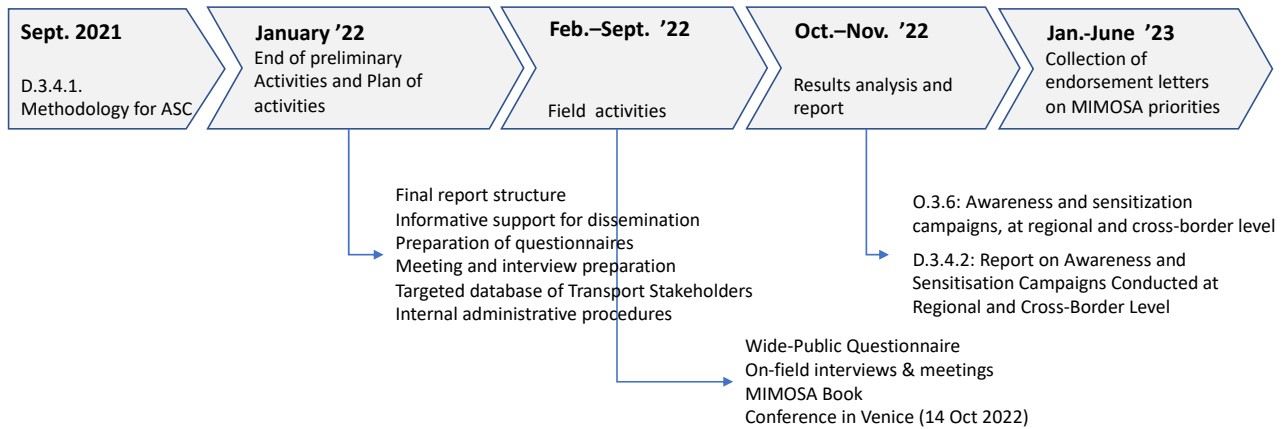 Sept. 2021
D.3.4.1.
Methodology for ASC
January ’22
End of preliminary
Activities and Plan of
activities
Feb.–Sept. ’22
Field activities
Oct.–Nov. ’22
Results analysis and
report
Jan.-June ’23
Collection of
endorsement letters
on MIMOSA priorities
Final report structure
Informative support for dissemination
Preparation of questionnaires
Meeting and interview preparation
Targeted database of Transport Stakeholders
Internal administrative procedures
O.3.6: Awareness and sensitization
campaigns, at regional and cross-border level
D.3.4.2: Report on Awareness and
Sensitisation Campaigns Conducted at
Regional and Cross-Border Level
Wide-Public Questionnaire
On-field interviews & meetings
MIMOSA Book
Conference in Venice (14 Oct 2022)